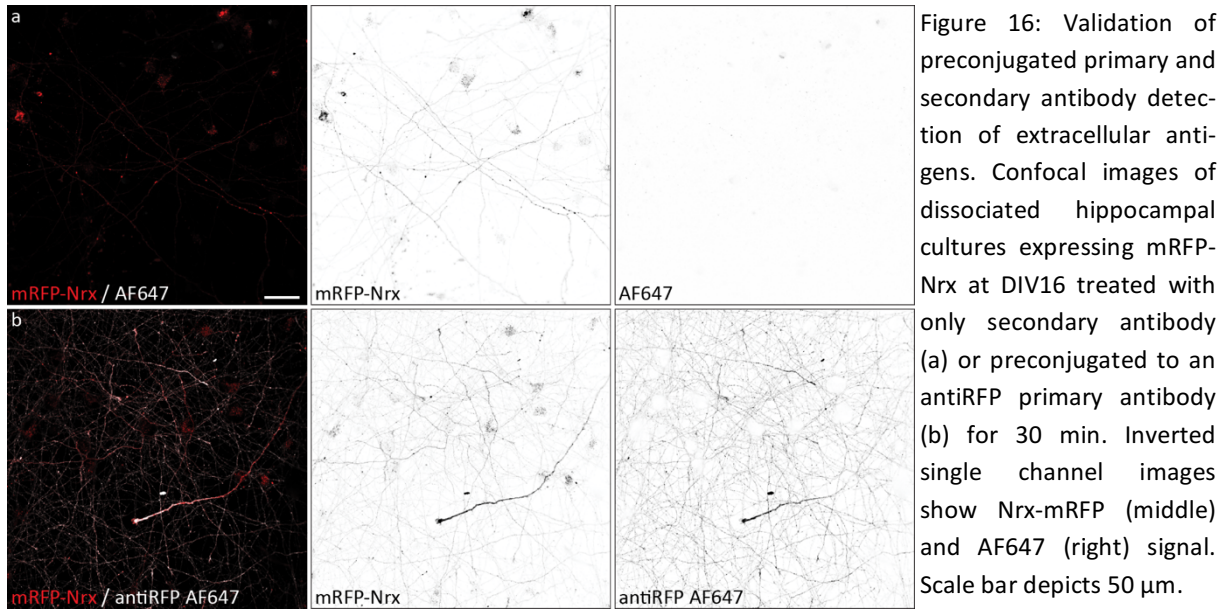 a
mRFP-Nrx / AF647
mRFP-Nrx
AF647
b
mRFP-Nrx / antiRFP AF647
mRFP-Nrx
antiRFP AF647
Figure 16: Validation of
preconjugated primary and
secondary antibody detec-
tion of extracellular anti-
gens. Confocal images of
dissociated hippocampal
cultures expressing mRFP-
Nrx at DIV16 treated with
only secondary antibody
(a) or preconjugated to an
antiRFP primary antibody
(b) for 30 min. Inverted
single channel images
show Nrx-mRFP (middle)
and AF647 (right) signal.
Scale bar depicts 50 µm.